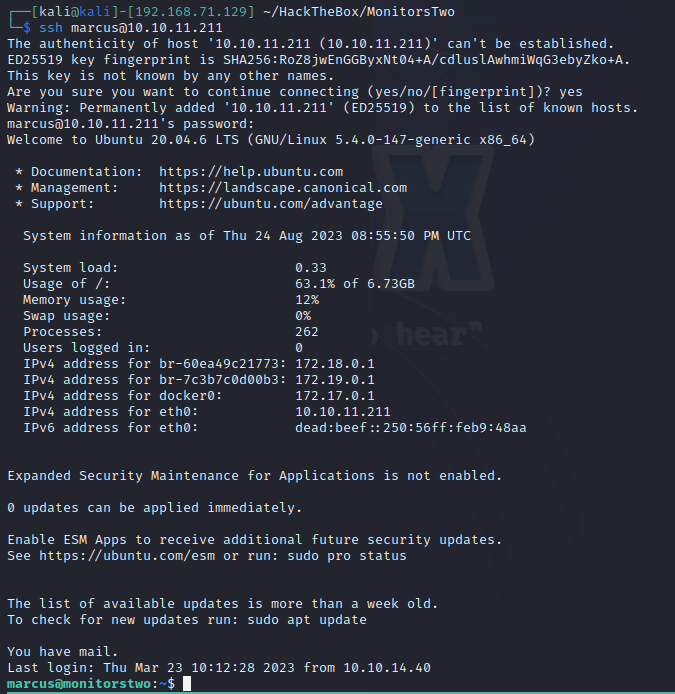 ┌──[kali@kali]-[192.168.71.129] ~/HackTheBox/MonitorsTwo
└─$ ssh marcus@10.10.11.211
The authenticity of host '10.10.11.211 (10.10.11.211)' can't be established.
ED25519 key fingerprint is SHA256:RoZ8jwEnGGByxNt04+A/cdluslAwhmiWqG3ebyZko+A.
This key is not known by any other names.
Are you sure you want to continue connecting (yes/no/[fingerprint])? yes
Warning: Permanently added '10.10.11.211' (ED25519) to the list of known hosts.
marcus@10.10.11.211's password:
Welcome to Ubuntu 20.04.6 LTS (GNU/Linux 5.4.0-147-generic x86_64)
* Documentation: https://help.ubuntu.com
* Management: https://landscape.canonical.com
* Support: https://ubuntu.com/advantage
System information as of Thu 24 Aug 2023 08:55:50 PM UTC
System load: 0.33
Usage of /: 63.1% of 6.73GB
Memory usage: 12%
Swap usage: 0%
Processes: 262
Users logged in: 0
IPv4 address for br-60ea49c21773: 172.18.0.1
IPv4 address for br-7c3b7c0d00b3: 172.19.0.1
IPv4 address for docker0: 172.17.0.1
IPv4 address for eth0: 10.10.11.211
IPv6 address for eth0: dead:beef::250:56ff:feb9:48aa
Expanded Security Maintenance for Applications is not enabled.
0 updates can be applied immediately.
Enable ESM Apps to receive additional future security updates.
See https://ubuntu.com/esm or run: sudo pro status
The list of available updates is more than a week old.
To check for new updates run: sudo apt update
You have mail.
Last login: Thu Mar 23 10:12:28 2023 from 10.10.14.40
marcus@monitorstwo:~$
hear"